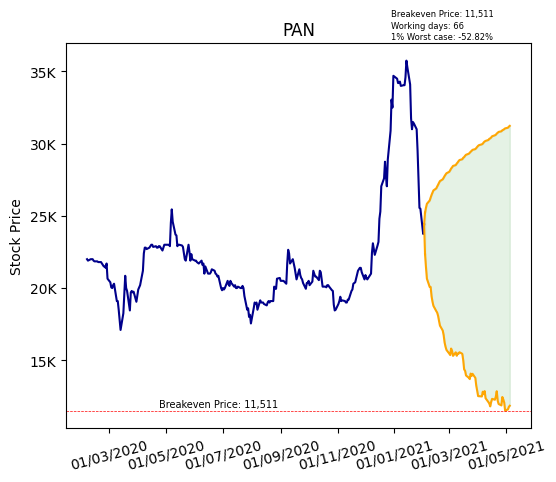 Breakeven Price: 11,511
Working days: 66
1% Worst case: -52.82%
PAN
Stock Price
35K
30K
25K
20K
15K
Breakeven Price: 11,511
01/03/2020
01/05/2020
01/07/2020
01/09/2020
01/11/2020
01/01/2021
01/03/2021
01/05/2021